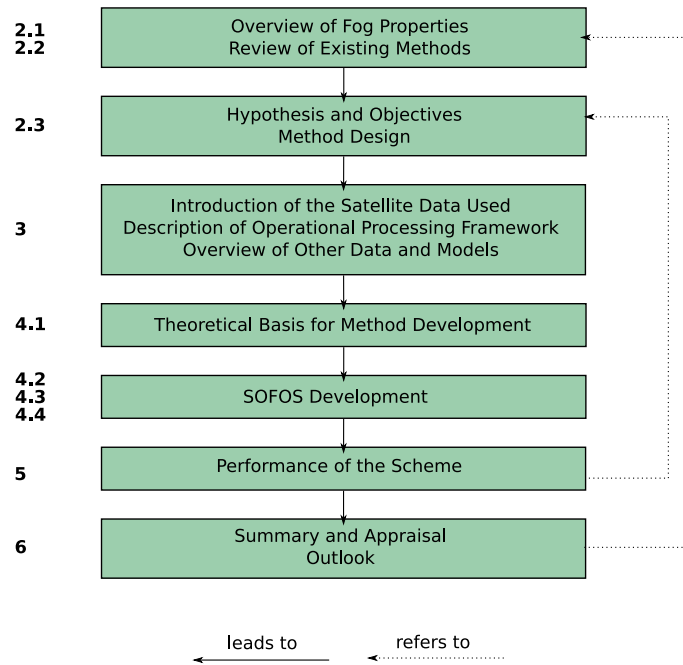 2.1
2.2
Overview of Fog Properties
Review of Existing Methods
2.3
Hypothesis and Objectives
Method Design
3
Introduction of the Satellite Data Used
Description of Operational Processing Framework
Overview of Other Data and Models
4.1
Theoretical Basis for Method Development
4.2
4.3
4.4
SOFOS Development
5
Performance of the Scheme
6
Summary and Appraisal
Outlook
leads to
refers to